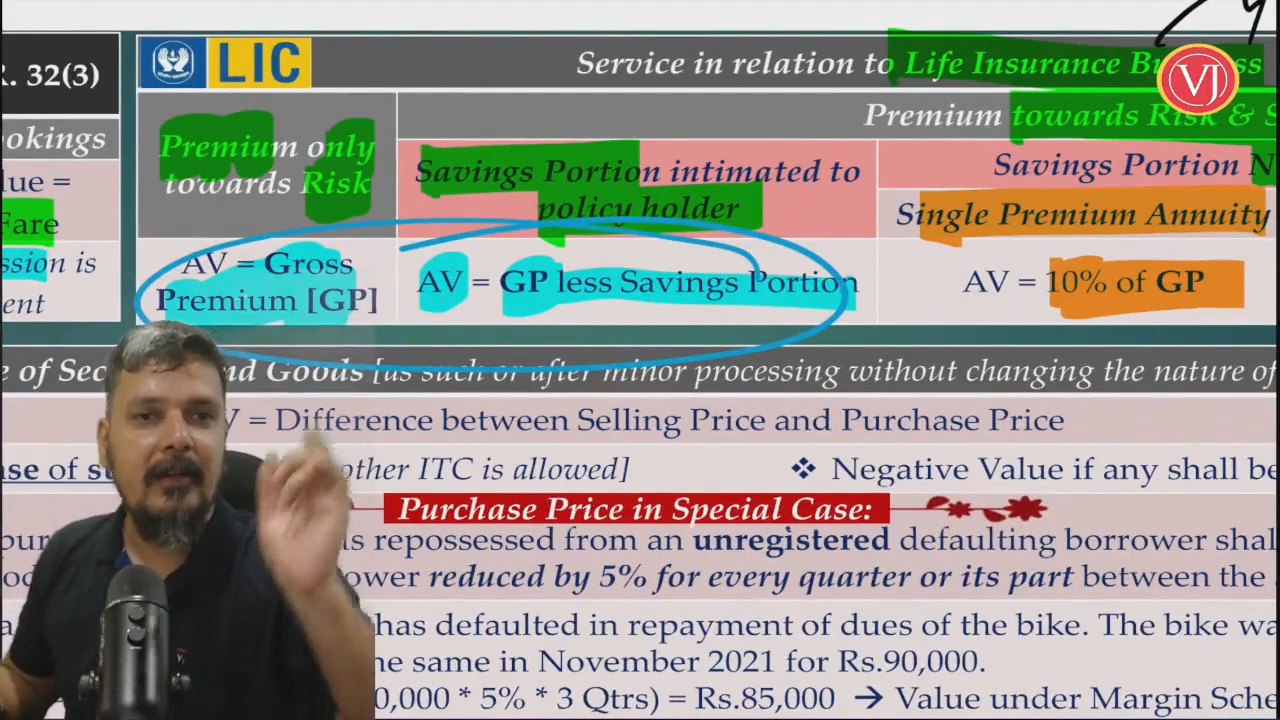 R. 32(3)
LIC
Service in relation to Life Insurance Bu ss
VJ
ookings
Premium only
towards Risk
Premium towards Risk & S
lue =
Fare
Savings Portion intimated to
policy holder
Savings Portion N
Single Premium Annuity
ssion is
ent
AV = Gross
Premium [GP]
AV = GP less Savings Portion
AV = 10% of GP
e of Sec nd Goods [as such or after minor processing without changing the nature of
V = Difference between Selling Price and Purchase Price
ase of s other ITC is allowed]
❖ Negative Value if any shall be
Purchase Price in Special Case:
pur s repossessed from an unregistered defaulting borrower shal
ower reduced by 5% for every quarter or its part between the
has defaulted in repayment of dues of the bike. The bike wa
he same in November 2021 for Rs.90,000.
0,000 * 5% * 3 Qtrs) = Rs.85,000 → Value under Margin Sche